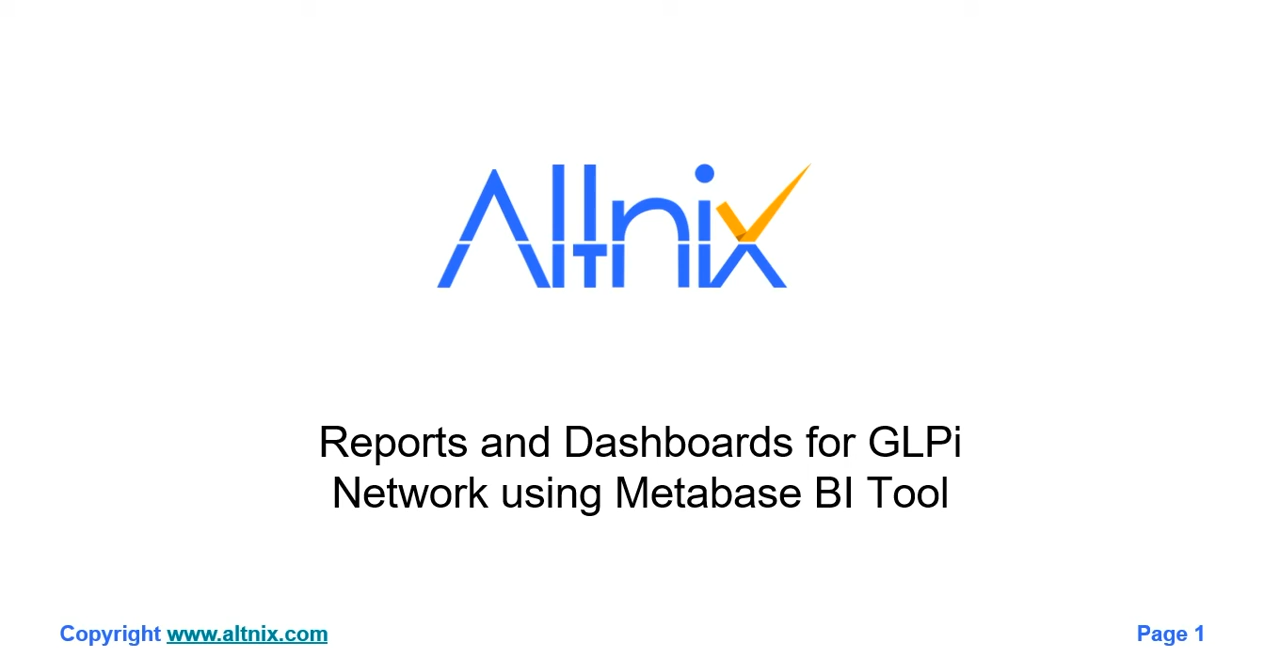 Altnix
Reports and Dashboards for GLPi
Network using Metabase BI Tool
Copyright www.altnix.com
Page 1